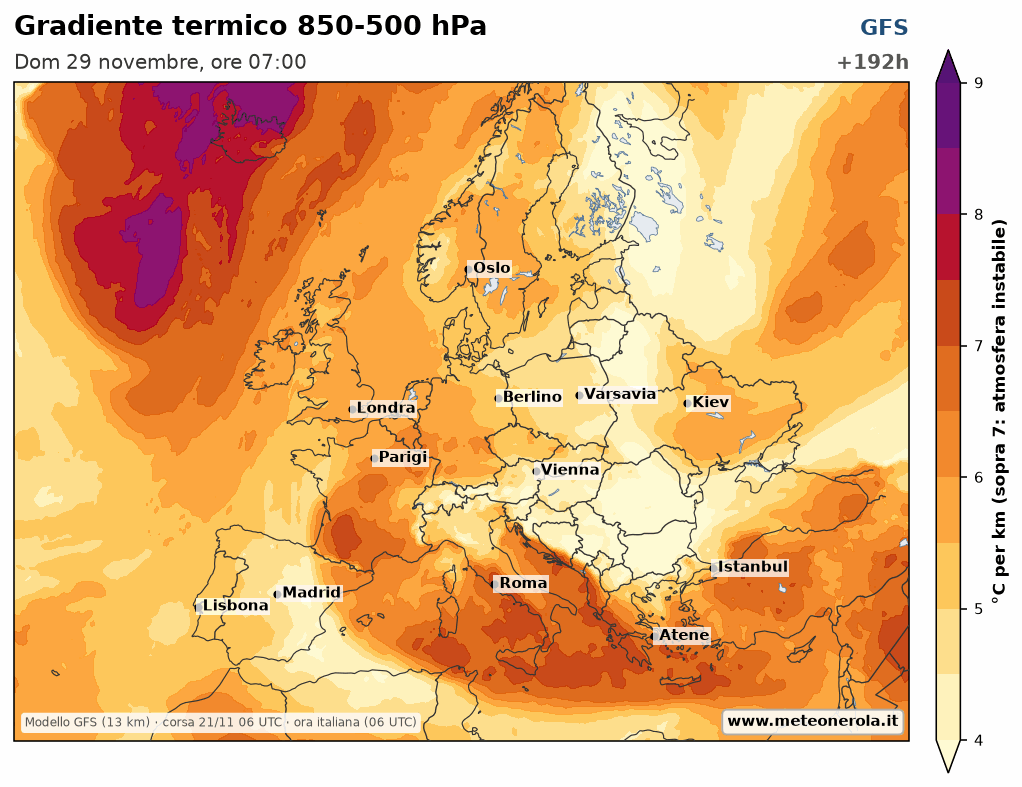 Gradiente termico 850-500 hPa
GFS
Dom 29 novembre, ore 07:00
+192h
Oslo
Berlino
Varsavia
Kiev
Londra
Parigi
Vienna
Istanbul
Roma
Madrid
Lisbona
Atene
Modello GFS (13 km) · corsa 21/11 06 UTC · ora italiana (06 UTC)
www.meteonerola.it
9
8
7
6
5
4
°C per km (sopra 7: atmosfera instabile)